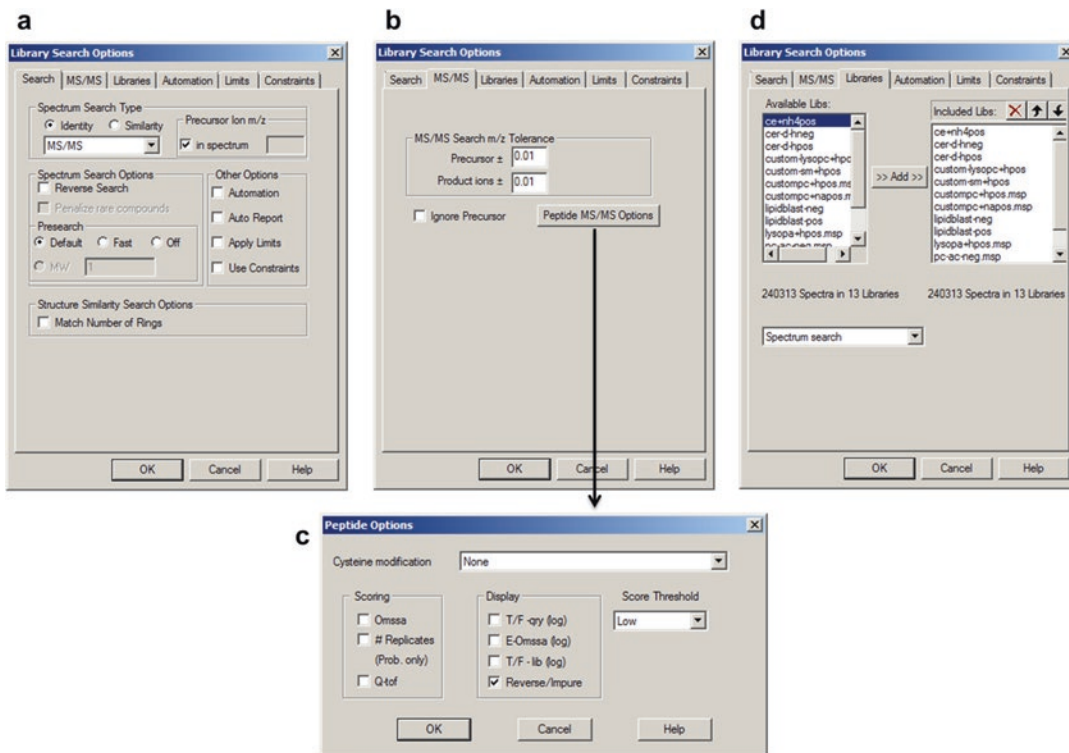 a
Library Search Options
Search MS/MS Libraries Automation Limits Constraints
Spectrum Search Type
Identity Similarity
MS/MS
Precursor Ion m/z
in spectrum
Spectrum Search Options
Reverse Search
Penalize rare compounds
Presearch
Default Fast Off
MW 1
Other Options
Automation
Auto Report
Apply Limits
Use Constraints
Structure Similarity Search Options
Match Number of Rings
OK Cancel Help
b
Library Search Options
Search MS/MS Libraries Automation Limits Constraints
MS/MS Search m/z Tolerance
Precursor ± 0.01
Product ions ± 0.01
Ignore Precursor Peptide MS/MS Options
OK Cancel Help
d
Library Search Options
Search MS/MS Libraries Automation Limits Constraints
Available Libs:
ce+nh4pos
cer-d-hneg
cer-d-hpos
custom-lysopc+hpc
custom-sm+hpos
custompc+hpos.ms
custompc+napos.m
lipidblast-neg
lipidblast-pos
lysopa+hpos.msp
pc-ac-neg.msp
>> Add >>
Included Libs:
ce+nh4pos
cer-d-hneg
cer-d-hpos
custom-lysopc+hpos
custom-sm+hpos
custompc+hpos.msp
custompc+napos.msp
lipidblast-neg
lipidblast-pos
lysopa+hpos.msp
pc-ac-neg.msp
240313 Spectra in 13 Libraries 240313 Spectra in 13 Libraries
Spectrum search
OK Cancel Help
c
Peptide Options
Cysteine modification None
Scoring
Omssa
# Replicates
(Prob. only)
Q-tof
Display
T/F -qry (log)
E-Omssa (log)
T/F - lib (log)
Reverse/Impure
Score Threshold
Low
OK Cancel Help